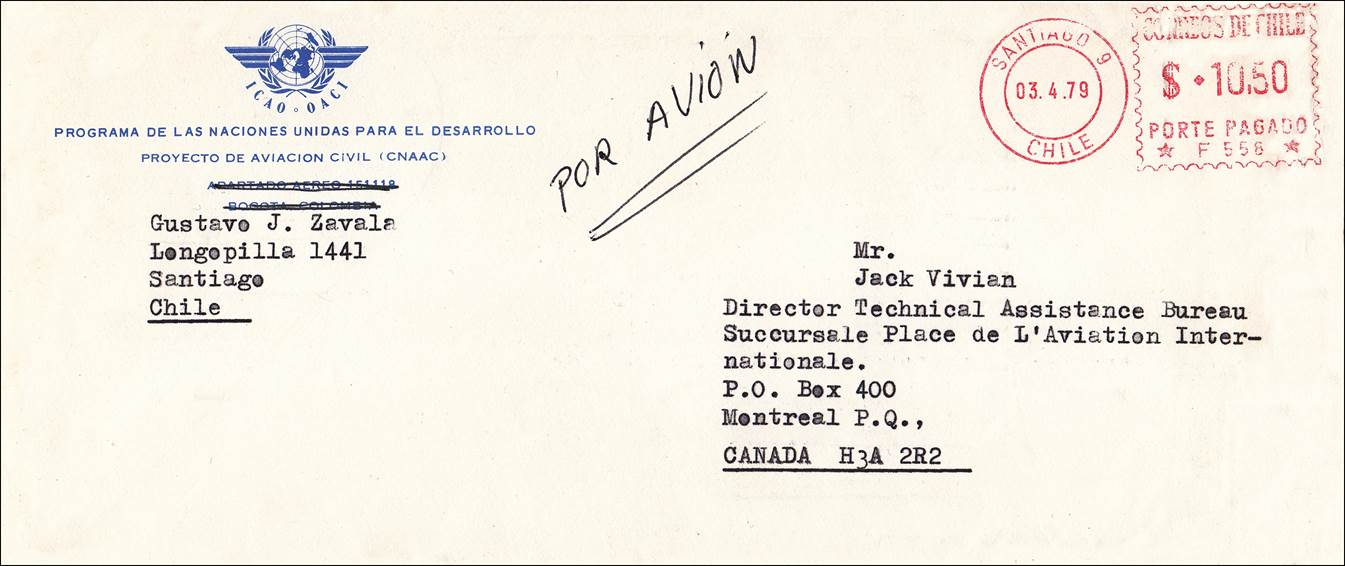 ICAO · OACI
PROGRAMA DE LAS NACIONES UNIDAS PARA EL DESARROLLO
PROYECTO DE AVIACION CIVIL (CNAAC)
APARTADO AEREO 151118
BOGOTA, COLOMBIA
Gustavo J. Zavala
Longopilla 1441
Santiago
Chile
POR AVIÓN
SANTIAGO 9
03.4.79
CHILE
CORREOS DE CHILE
$ · 10,50
PORTE PAGADO
F 558
Mr.
Jack Vivian
Director Technical Assistance Bureau
Succursale Place de L'Aviation Inter-
nationale.
P.O. Box 400
Montreal P.Q.,
CANADA H3A 2R2